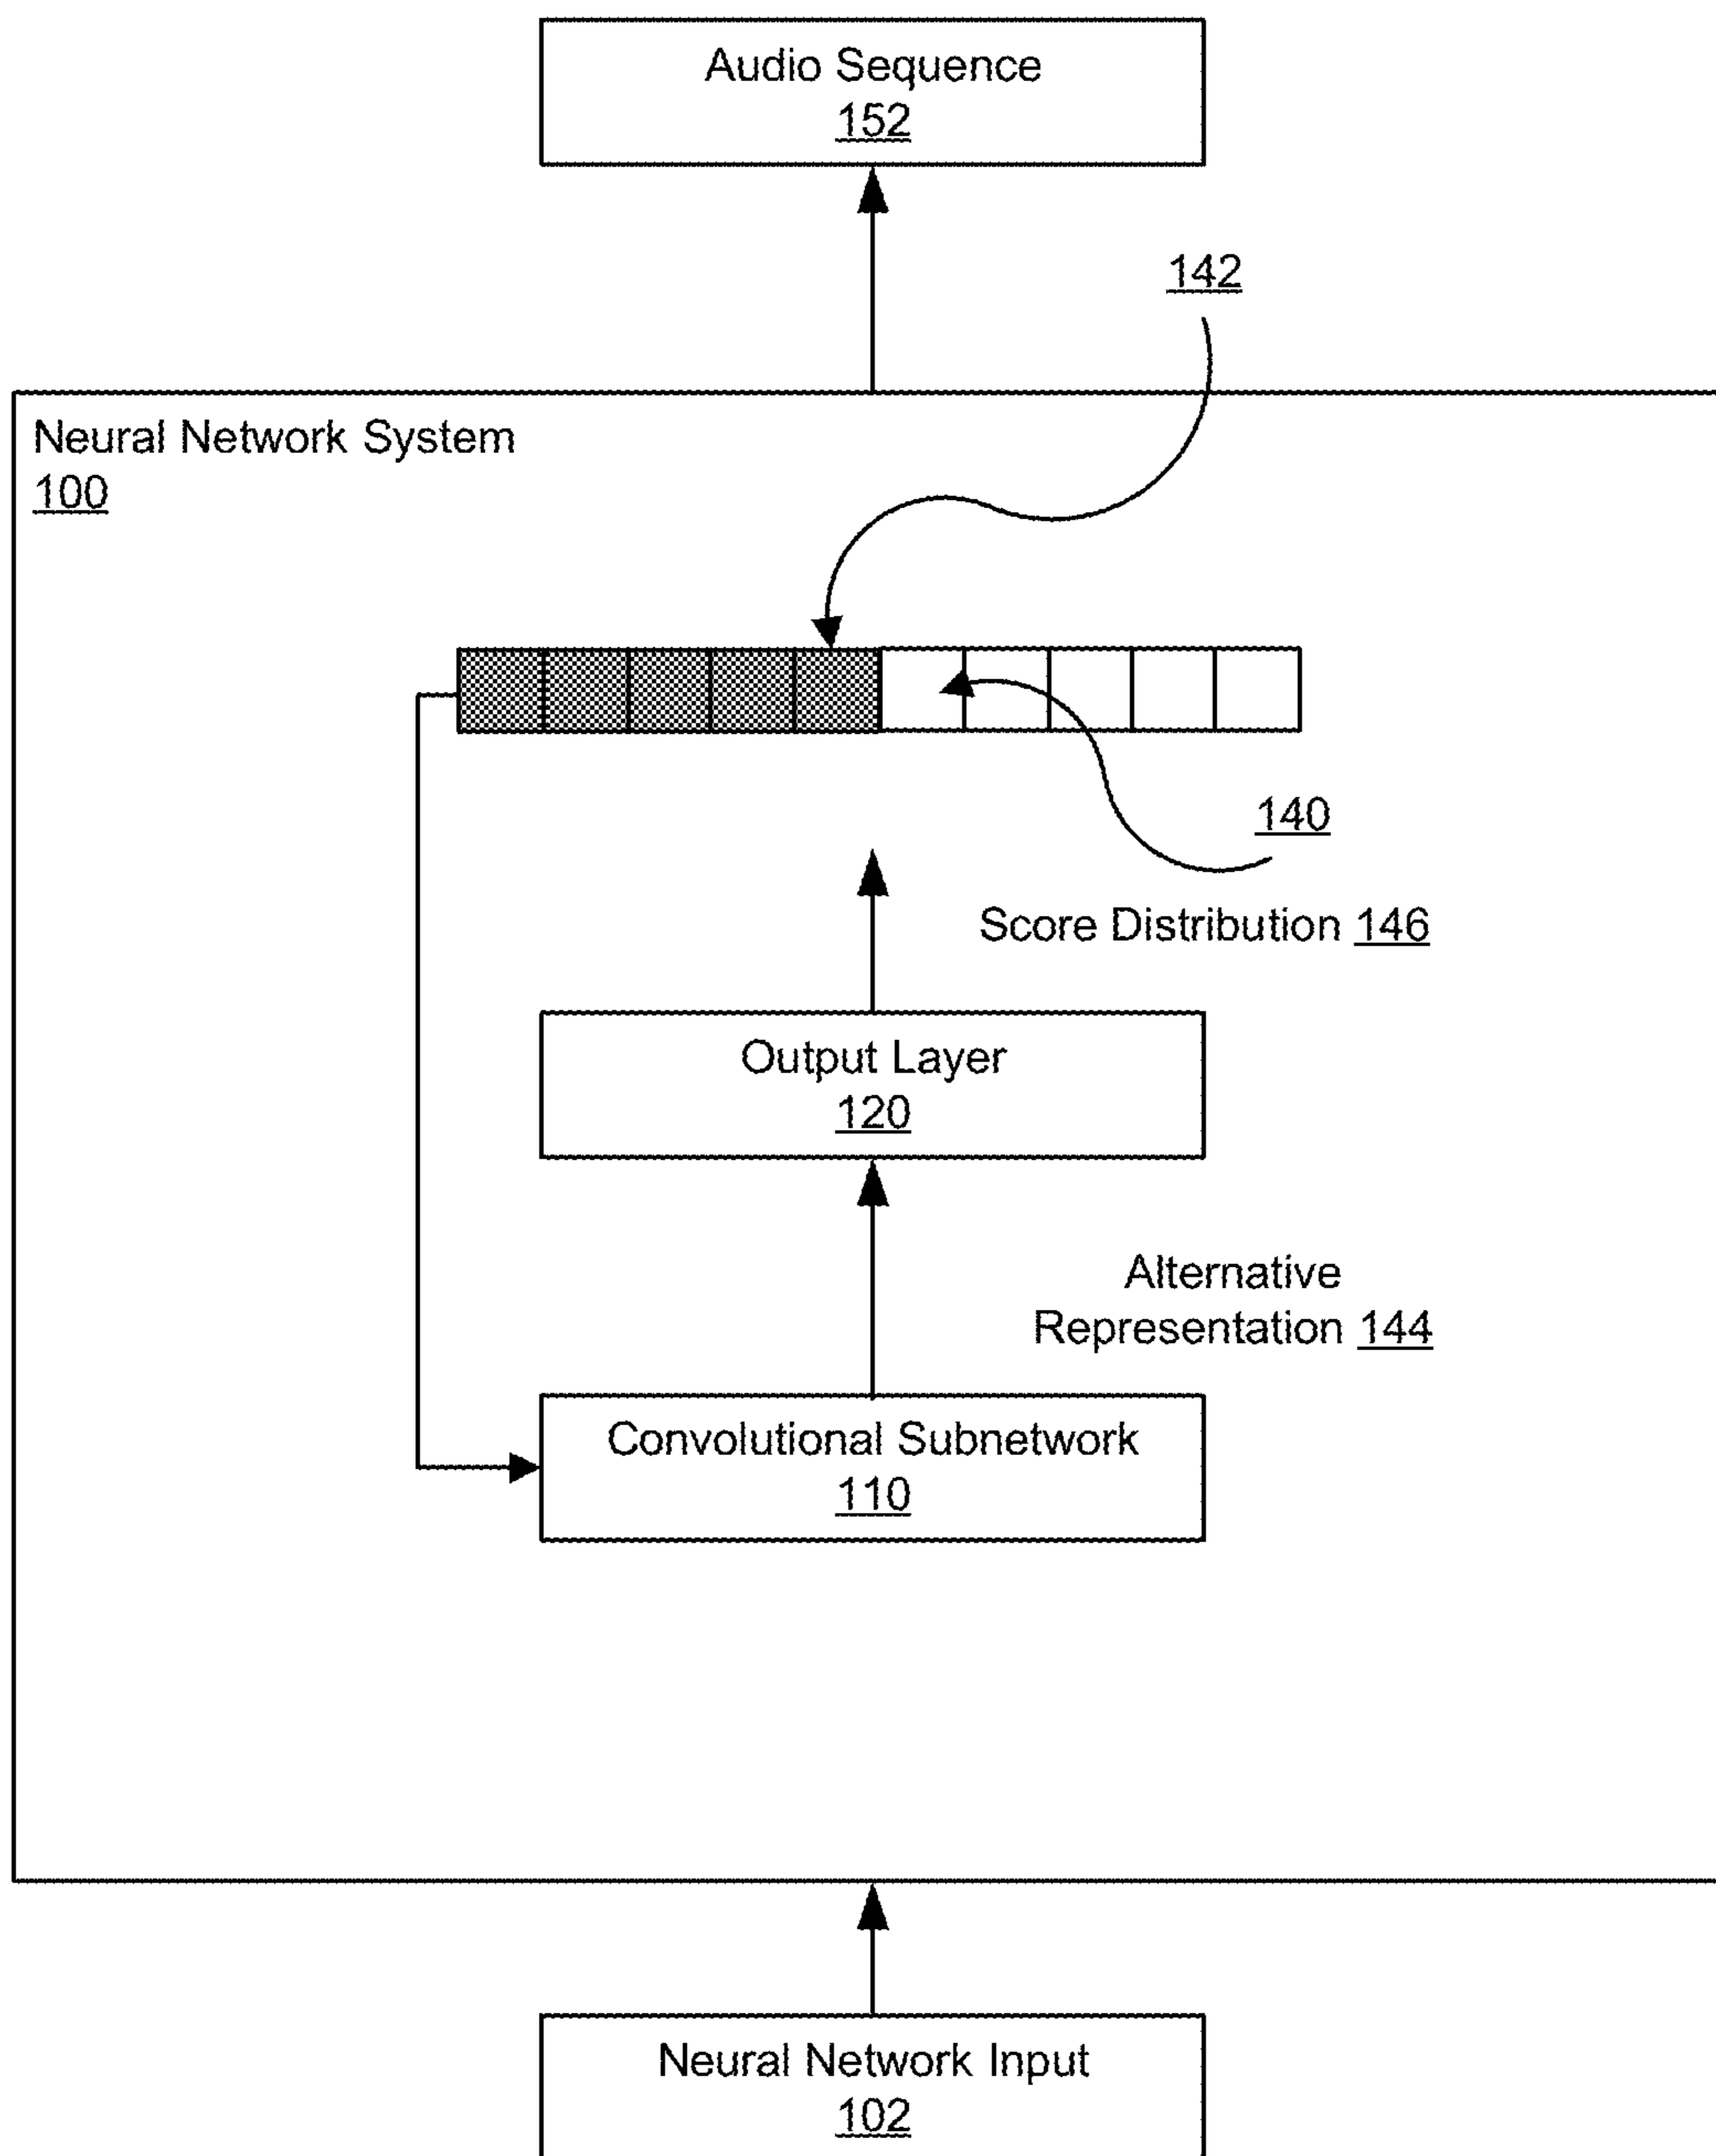 Audio Sequence
152
142
Neural Network System
100
140
Score Distribution 146
Output Layer
120
Alternative
Representation 144
Convolutional Subnetwork
110
Neural Network Input
102